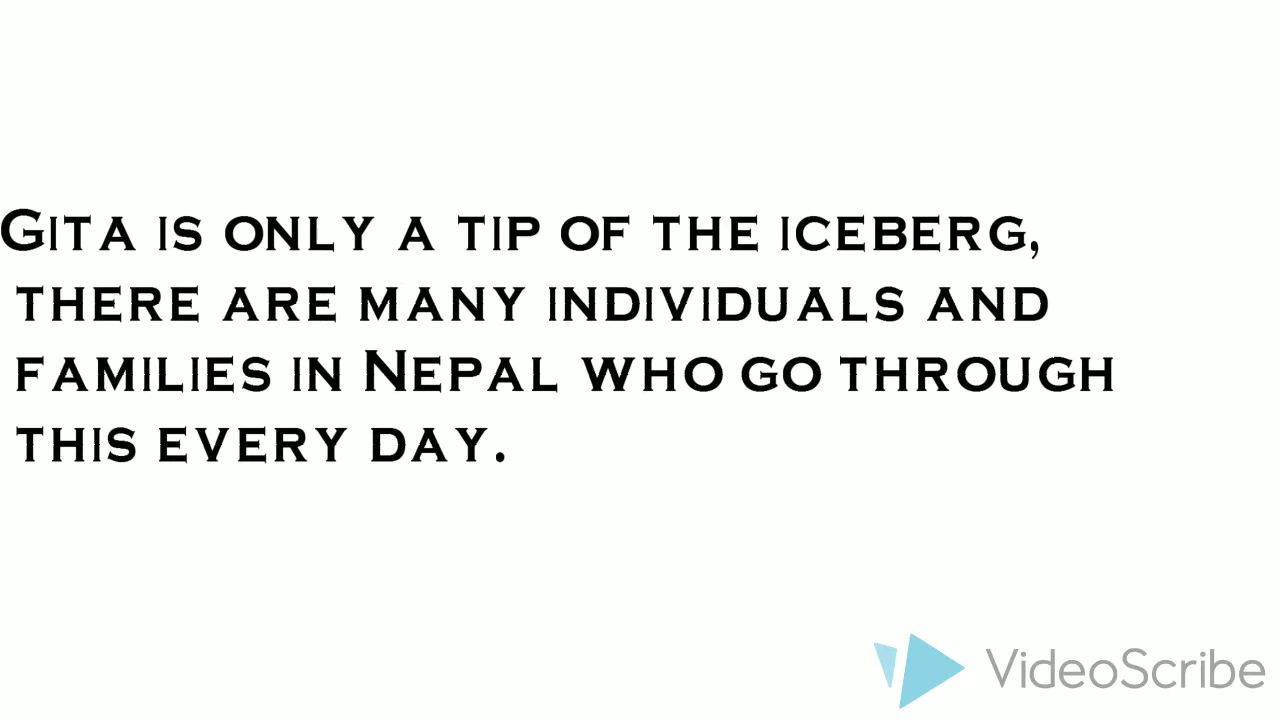 Gita is only a tip of the iceberg,
there are many individuals and
families in Nepal who go through
this every day.
VideoScribe